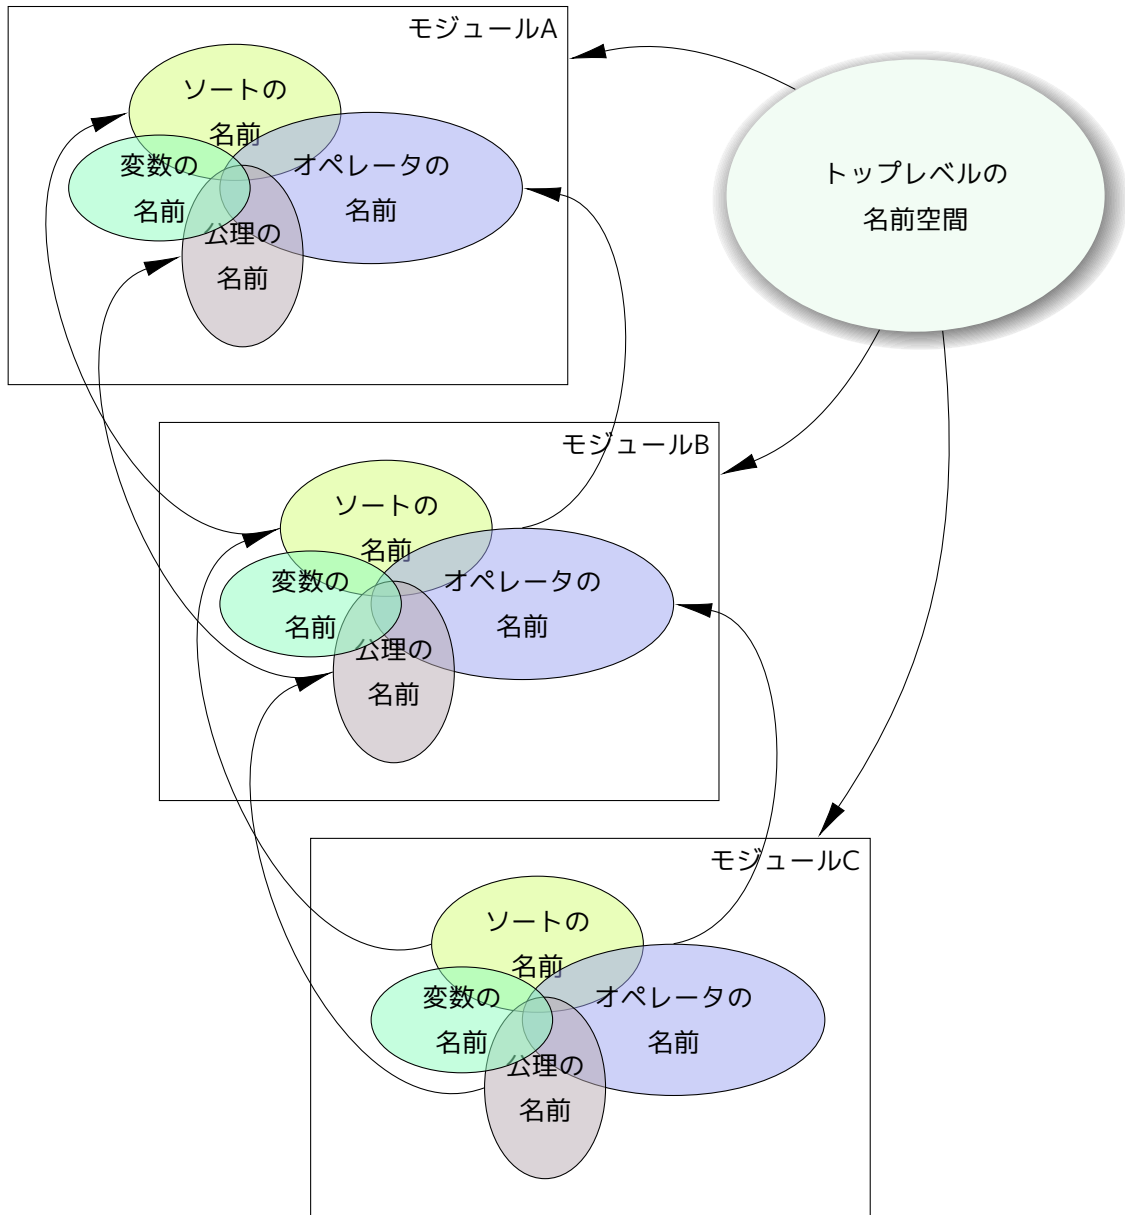 モジュールA
ソートの
名前
変数の
名前
オペレータの
名前
公理の
名前
トップレベルの
名前空間
モジュールB
ソートの
名前
変数の
名前
オペレータの
名前
公理の
名前
モジュールC
ソートの
名前
変数の
名前
オペレータの
名前
公理の
名前